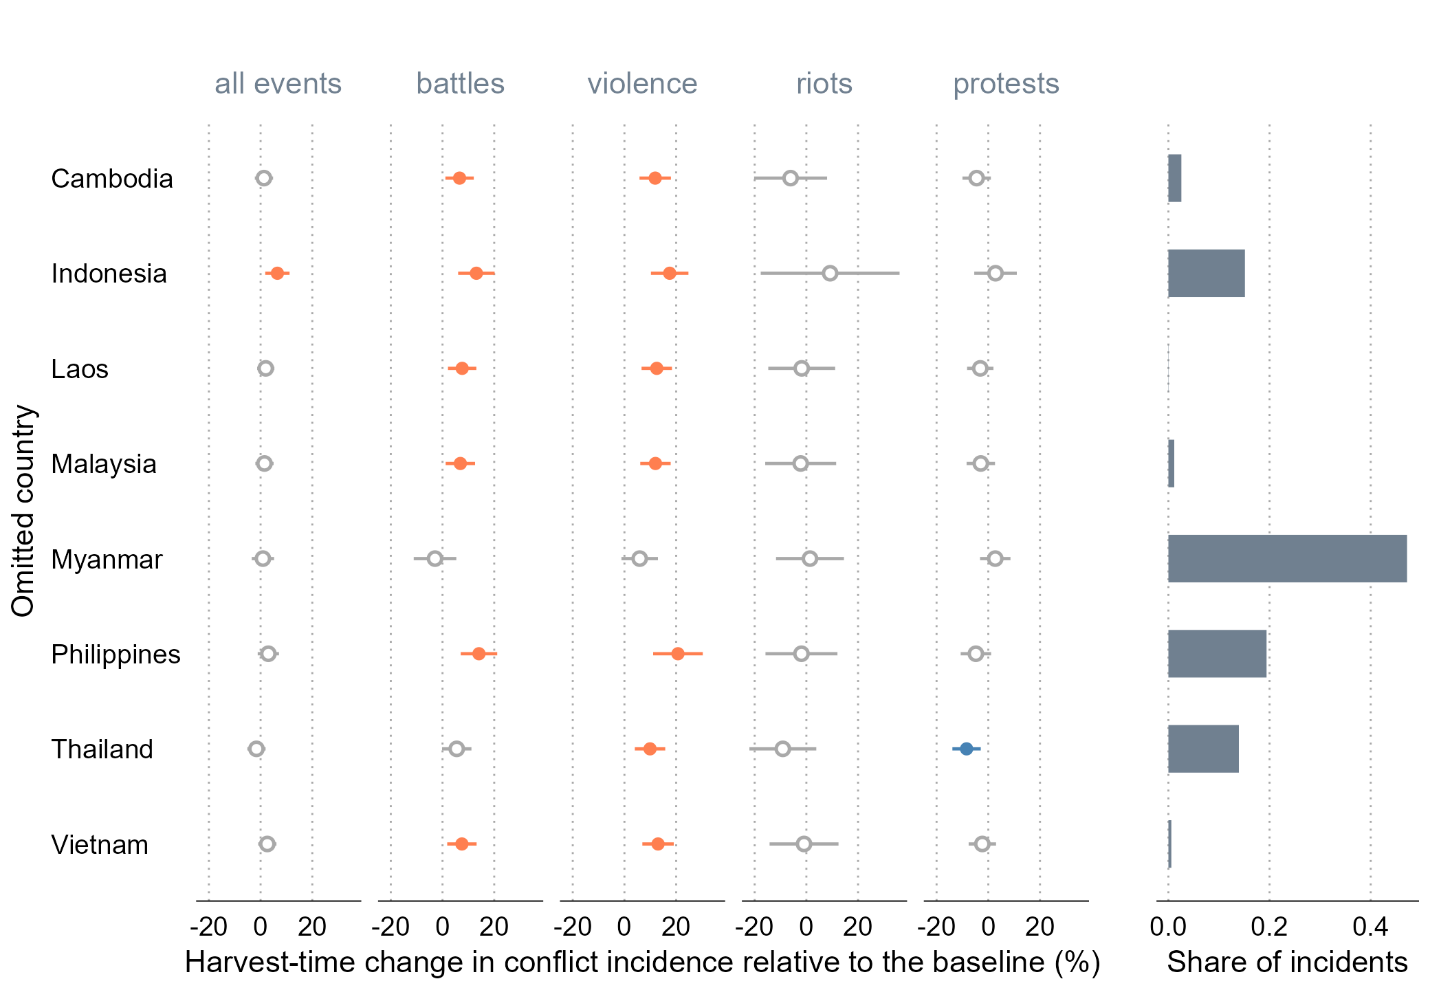 all events battles violence riots protests
Cambodia
Indonesia
Laos
Malaysia
Myanmar
Philippines
Thailand
Vietnam
Omitted country
-20 0 20 -20 0 20 -20 0 20 -20 0 20 -20 0 20 0.0 0.2 0.4
Harvest-time change in conflict incidence relative to the baseline (%) Share of incidents